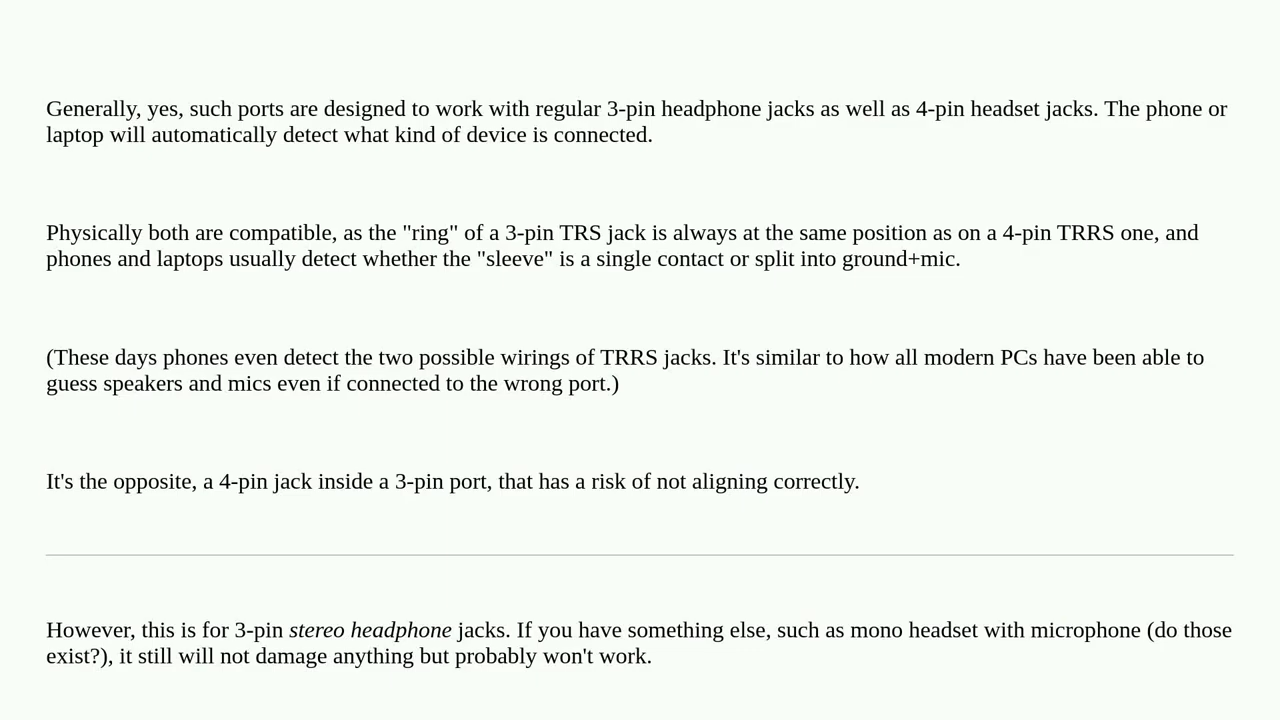 Generally, yes, such ports are designed to work with regular 3-pin headphone jacks as well as 4-pin headset jacks. The phone or
laptop will automatically detect what kind of device is connected.
Physically both are compatible, as the "ring" of a 3-pin TRS jack is always at the same position as on a 4-pin TRRS one, and
phones and laptops usually detect whether the "sleeve" is a single contact or split into ground+mic.
(These days phones even detect the two possible wirings of TRRS jacks. It's similar to how all modern PCs have been able to
guess speakers and mics even if connected to the wrong port.)
It's the opposite, a 4-pin jack inside a 3-pin port, that has a risk of not aligning correctly.
However, this is for 3-pin stereo headphone jacks. If you have something else, such as mono headset with microphone (do those
exist?), it still will not damage anything but probably won't work.